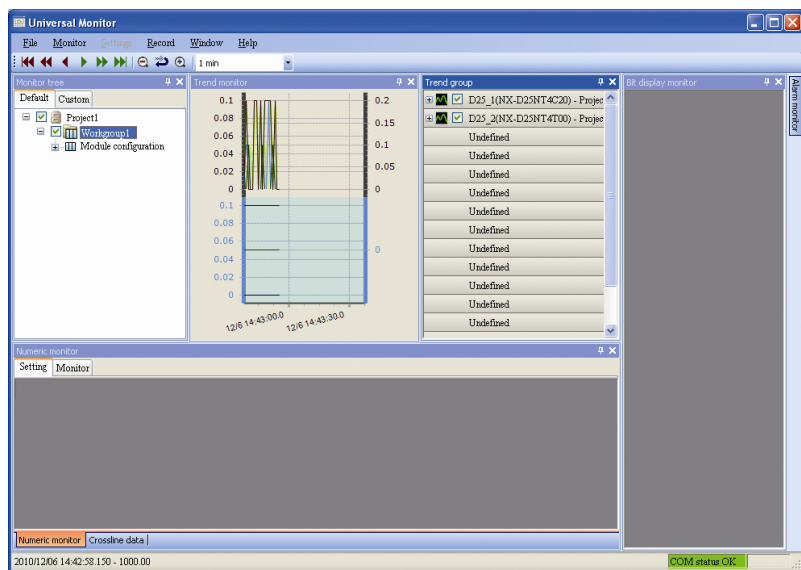 Universal Monitor
File Monitor Settings Record Window Help
1 min
Monitor tree
Default Custom
Project1
Workgroup1
Module configuration
Trend monitor
0.1 0.2
0.08 0.15
0.06
0.04 0.1
0.02 0.05
0 0
0.1
0.08
0.06
0.04 0
0.02
0
12/6 14:43:00.0 12/6 14:43:30.0
Trend group
D25_1(NX-D25NT4C20) - Projec
D25_2(NX-D25NT4T00) - Projec
Undefined
Undefined
Undefined
Undefined
Undefined
Undefined
Undefined
Undefined
Undefined
Undefined
Undefined
Bit display monitor
Alarm monitor
Numeric monitor
Setting Monitor
Numeric monitor Crossline data
2010/12/06 14:42:58.150 - 1000.00
COM status OK